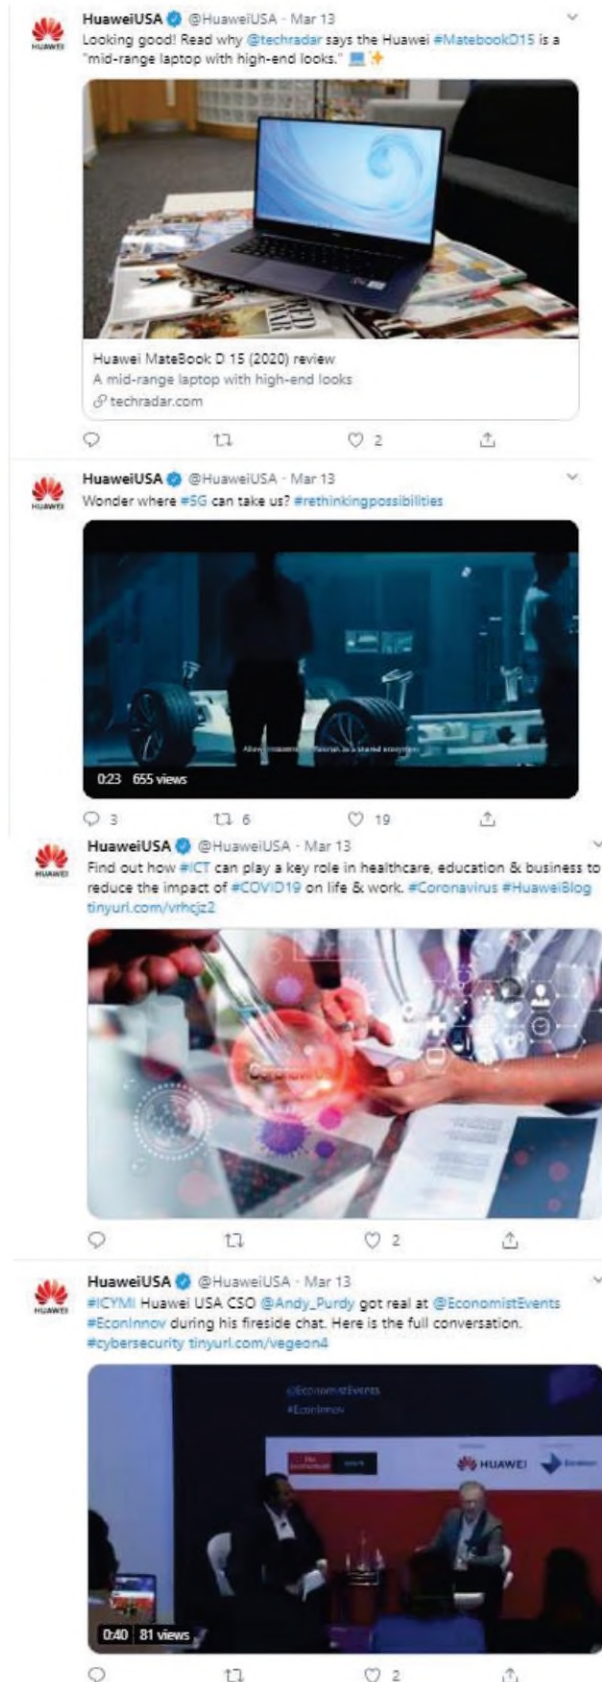 HuaweiUSA @HuaweiUSA · Mar 13
Looking good! Read why @techradar says the Huawei #MatebookD15 is a
"mid-range laptop with high-end looks." 💻✨
HUAWEI
Huawei MateBook D 15 (2020) review
A mid-range laptop with high-end looks
techradar.com
2
HuaweiUSA @HuaweiUSA · Mar 13
Wonder where #5G can take us? #rethinkingpossibilities
HUAWEI
0:23 655 views
3 6 19
HuaweiUSA @HuaweiUSA · Mar 13
Find out how #ICT can play a key role in healthcare, education & business to
reduce the impact of #COVID19 on life & work. #Coronavirus #HuaweiBlog
tinyurl.com/vrhcjz2
HUAWEI
2
HuaweiUSA @HuaweiUSA · Mar 13
#ICYMI Huawei USA CSO @Andy_Purdy got real at @EconomistEvents
#EconInnov during his fireside chat. Here is the full conversation.
#cybersecurity tinyurl.com/vegeon4
HUAWEI
@EconomistEvents
#EconInnov
HUAWEI
0:40 81 views
2